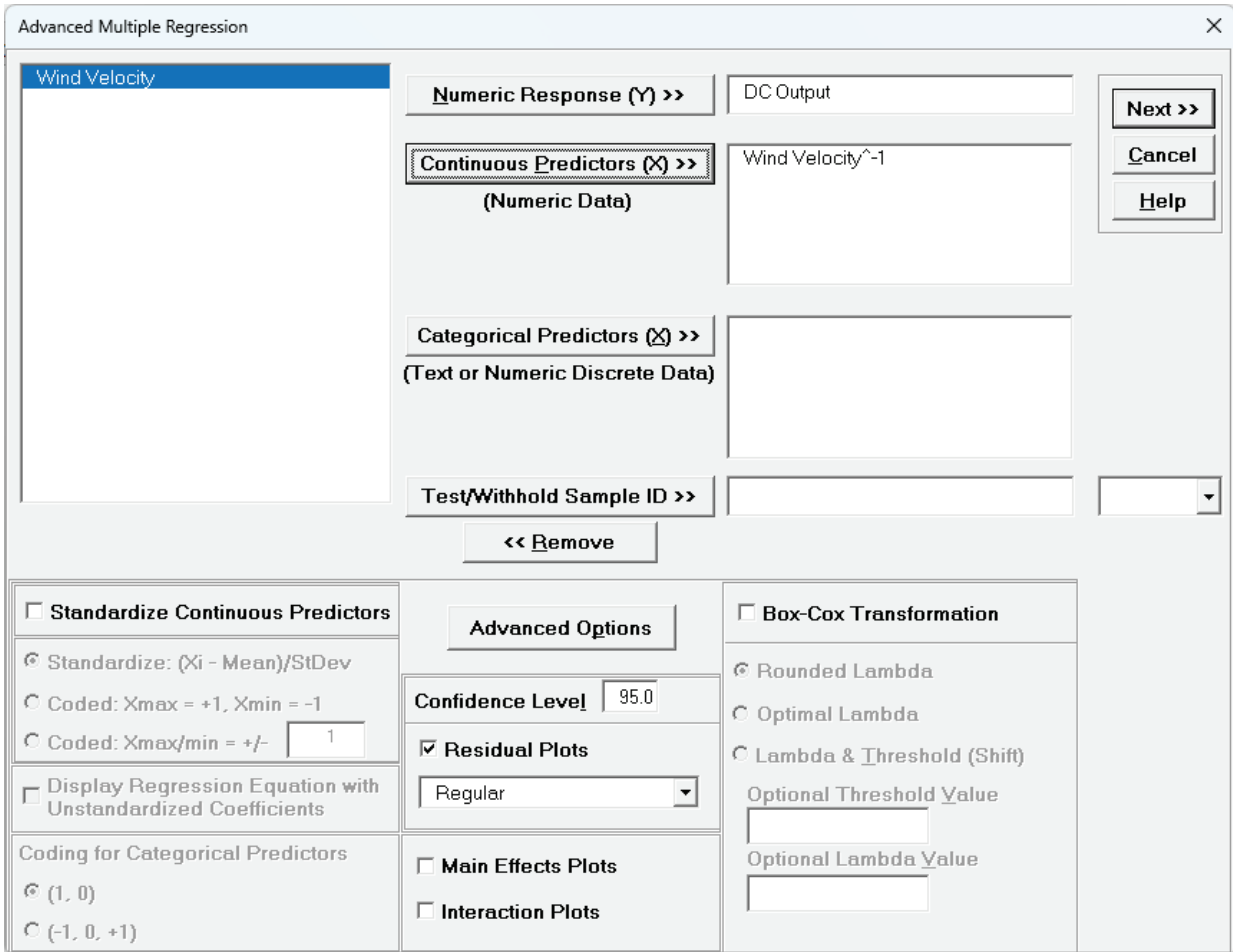 Advanced Multiple Regression
Wind Velocity
Numeric Response (Y) >>
DC Output
Next >>
Continuous Predictors (X) >>
Wind Velocity^-1
Cancel
(Numeric Data)
Help
Categorical Predictors (X) >>
(Text or Numeric Discrete Data)
Test/Withhold Sample ID >>
<< Remove
Standardize Continuous Predictors
Standardize: (Xi - Mean)/StDev
Coded: Xmax = +1, Xmin = -1
Coded: Xmax/min = +/- 1
Display Regression Equation with
Unstandardized Coefficients
Coding for Categorical Predictors
(1, 0)
(-1, 0, +1)
Advanced Options
Confidence Level 95.0
Residual Plots
Regular
Main Effects Plots
Interaction Plots
Box-Cox Transformation
Rounded Lambda
Optimal Lambda
Lambda & Threshold (Shift)
Optional Threshold Value
Optional Lambda Value